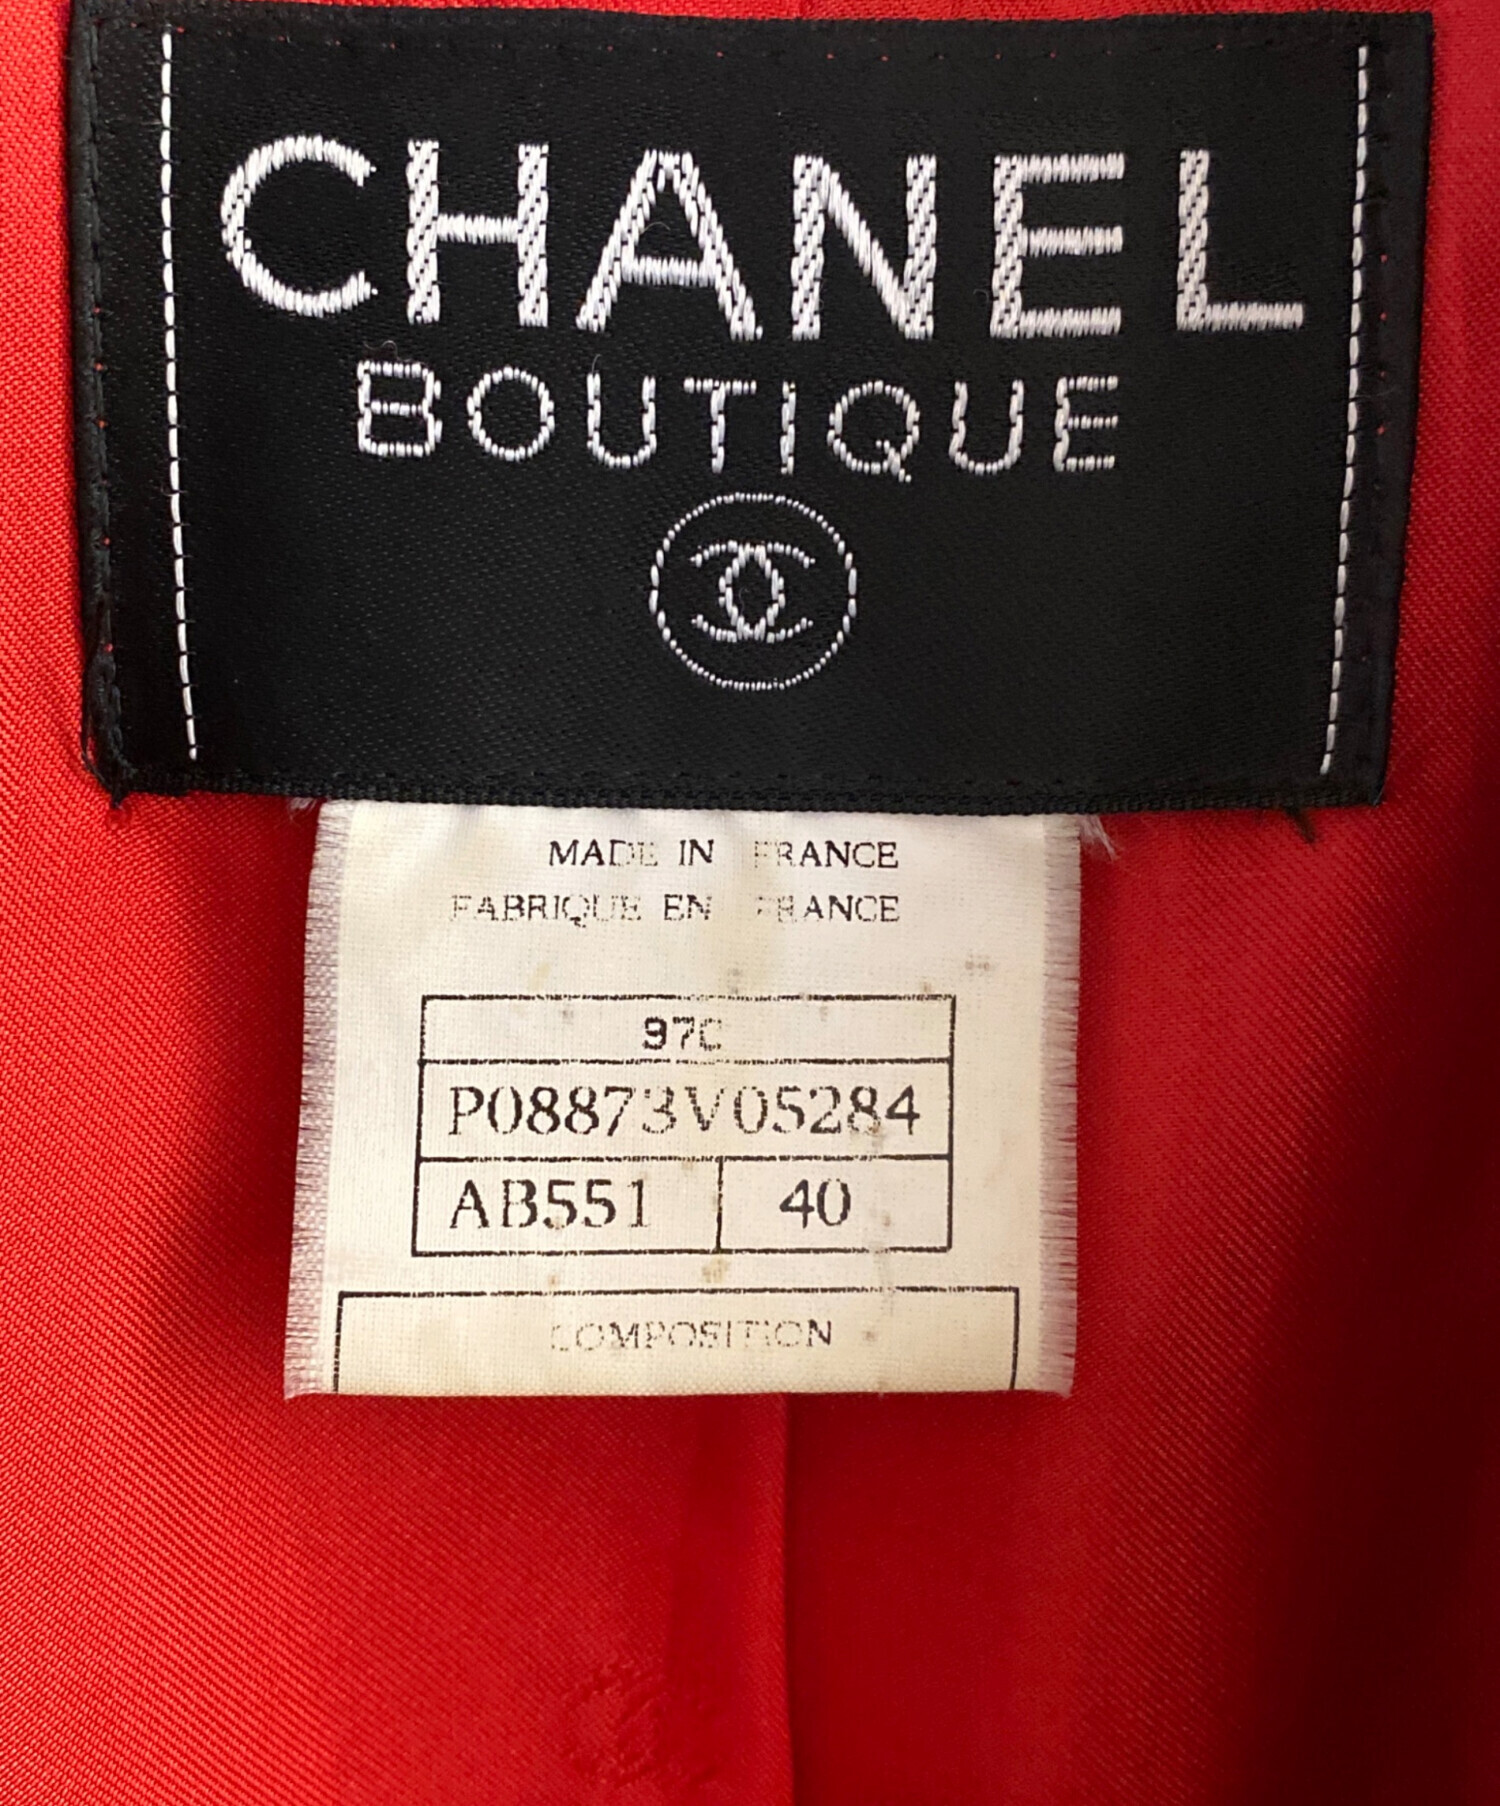 CHANEL
BOUTIQUE
MADE IN FRANCE
FABRIQUE EN FRANCE
97C
P08873V05284
AB551 40
COMPOSITION